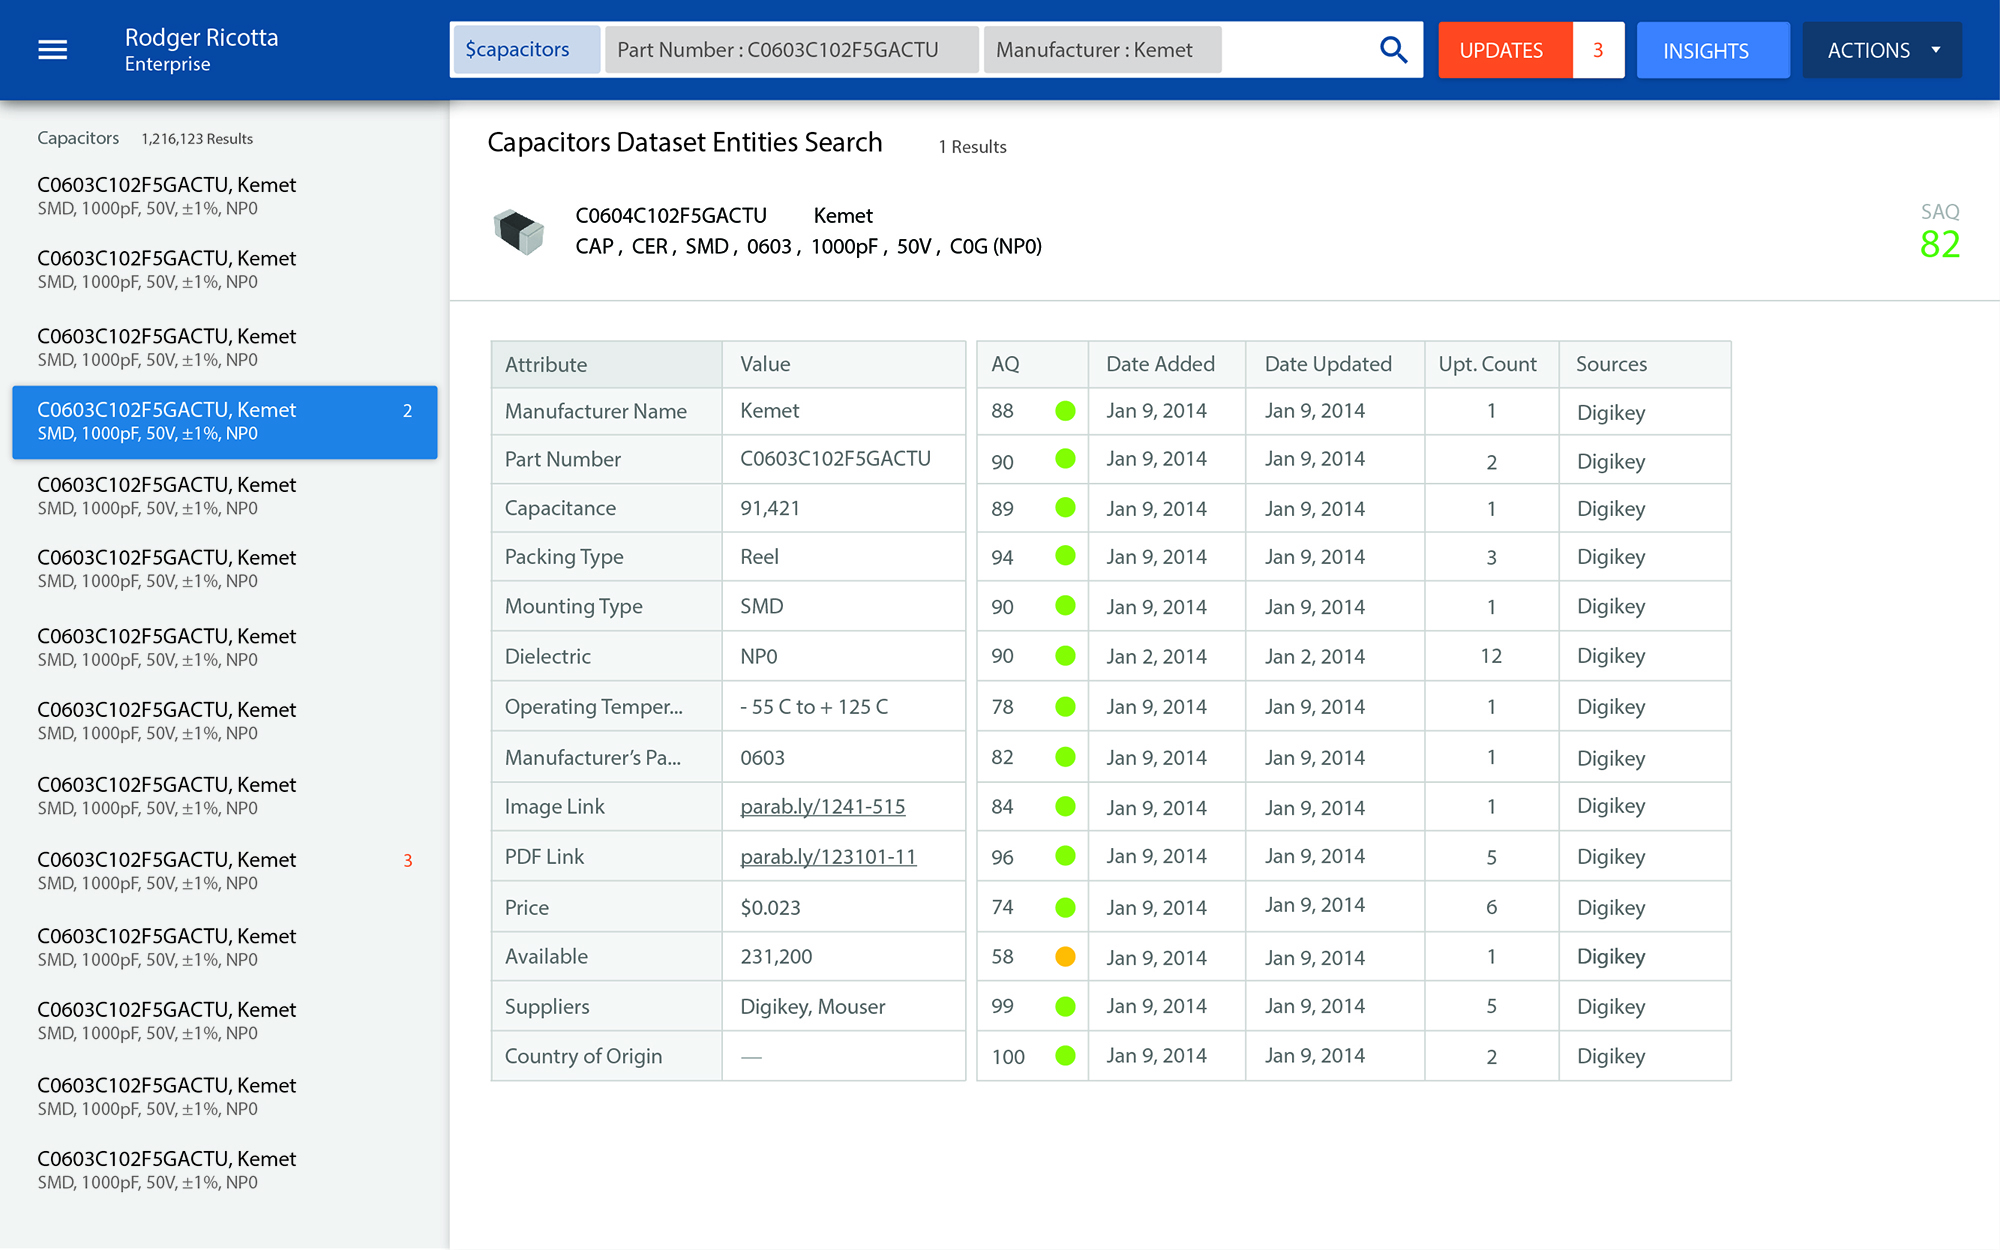 Rodger Ricotta
Enterprise
$capacitors Part Number : C0603C102F5GACTU Manufacturer : Kemet
UPDATES 3 INSIGHTS ACTIONS
Capacitors 1,216,123 Results
C0603C102F5GACTU, Kemet
SMD, 1000pF, 50V, ±1%, NP0
C0603C102F5GACTU, Kemet
SMD, 1000pF, 50V, ±1%, NP0
C0603C102F5GACTU, Kemet
SMD, 1000pF, 50V, ±1%, NP0
C0603C102F5GACTU, Kemet 2
SMD, 1000pF, 50V, ±1%, NP0
C0603C102F5GACTU, Kemet
SMD, 1000pF, 50V, ±1%, NP0
C0603C102F5GACTU, Kemet
SMD, 1000pF, 50V, ±1%, NP0
C0603C102F5GACTU, Kemet
SMD, 1000pF, 50V, ±1%, NP0
C0603C102F5GACTU, Kemet
SMD, 1000pF, 50V, ±1%, NP0
C0603C102F5GACTU, Kemet
SMD, 1000pF, 50V, ±1%, NP0
C0603C102F5GACTU, Kemet 3
SMD, 1000pF, 50V, ±1%, NP0
C0603C102F5GACTU, Kemet
SMD, 1000pF, 50V, ±1%, NP0
C0603C102F5GACTU, Kemet
SMD, 1000pF, 50V, ±1%, NP0
C0603C102F5GACTU, Kemet
SMD, 1000pF, 50V, ±1%, NP0
C0603C102F5GACTU, Kemet
SMD, 1000pF, 50V, ±1%, NP0
Capacitors Dataset Entities Search 1 Results
C0604C102F5GACTU Kemet
CAP , CER , SMD , 0603 , 1000pF , 50V , C0G (NP0)
SAQ
82
Attribute Value AQ Date Added Date Updated Upt. Count Sources
Manufacturer Name Kemet 88 Jan 9, 2014 Jan 9, 2014 1 Digikey
Part Number C0603C102F5GACTU 90 Jan 9, 2014 Jan 9, 2014 2 Digikey
Capacitance 91,421 89 Jan 9, 2014 Jan 9, 2014 1 Digikey
Packing Type Reel 94 Jan 9, 2014 Jan 9, 2014 3 Digikey
Mounting Type SMD 90 Jan 9, 2014 Jan 9, 2014 1 Digikey
Dielectric NP0 90 Jan 2, 2014 Jan 2, 2014 12 Digikey
Operating Temper... - 55 C to + 125 C 78 Jan 9, 2014 Jan 9, 2014 1 Digikey
Manufacturer’s Pa... 0603 82 Jan 9, 2014 Jan 9, 2014 1 Digikey
Image Link parab.ly/1241-515 84 Jan 9, 2014 Jan 9, 2014 1 Digikey
PDF Link parab.ly/123101-11 96 Jan 9, 2014 Jan 9, 2014 5 Digikey
Price $0.023 74 Jan 9, 2014 Jan 9, 2014 6 Digikey
Available 231,200 58 Jan 9, 2014 Jan 9, 2014 1 Digikey
Suppliers Digikey, Mouser 99 Jan 9, 2014 Jan 9, 2014 5 Digikey
Country of Origin — 100 Jan 9, 2014 Jan 9, 2014 2 Digikey